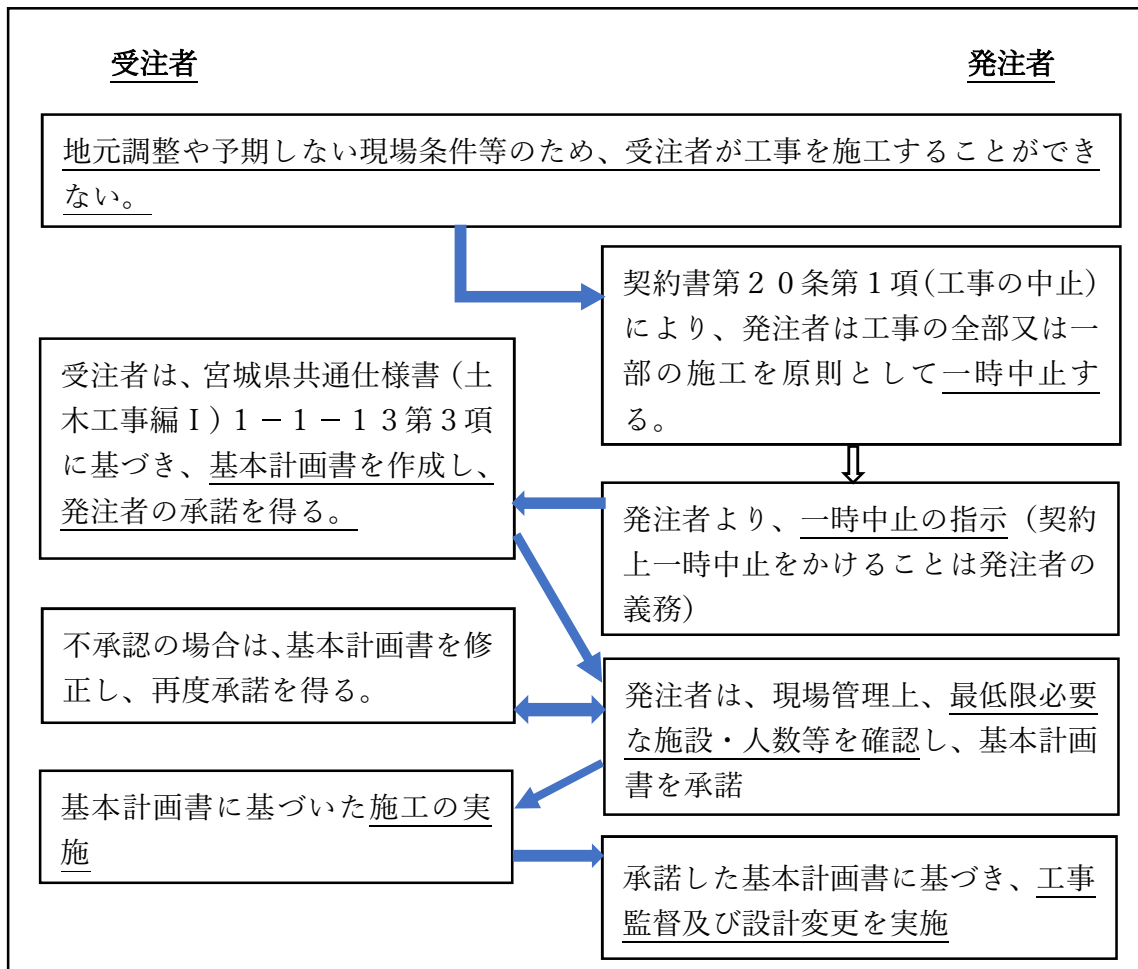 受注者
発注者
地元調整や予期しない現場条件等のため、受注者が工事を施工することができ
ない。
契約書第２０条第１項（工事の中止）
により、発注者は工事の全部又は一
部の施工を原則として一時中止す
る。
受注者は、宮城県共通仕様書（土
木工事編Ⅰ）１－１－１３第３項
に基づき、基本計画書を作成し、
発注者の承諾を得る。
発注者より、一時中止の指示（契約
上一時中止をかけることは発注者の
義務）
不承認の場合は、基本計画書を修
正し、再度承諾を得る。
発注者は、現場管理上、最低限必要
な施設・人数等を確認し、基本計画
書を承諾
基本計画書に基づいた施工の実
施
承諾した基本計画書に基づき、工事
監督及び設計変更を実施